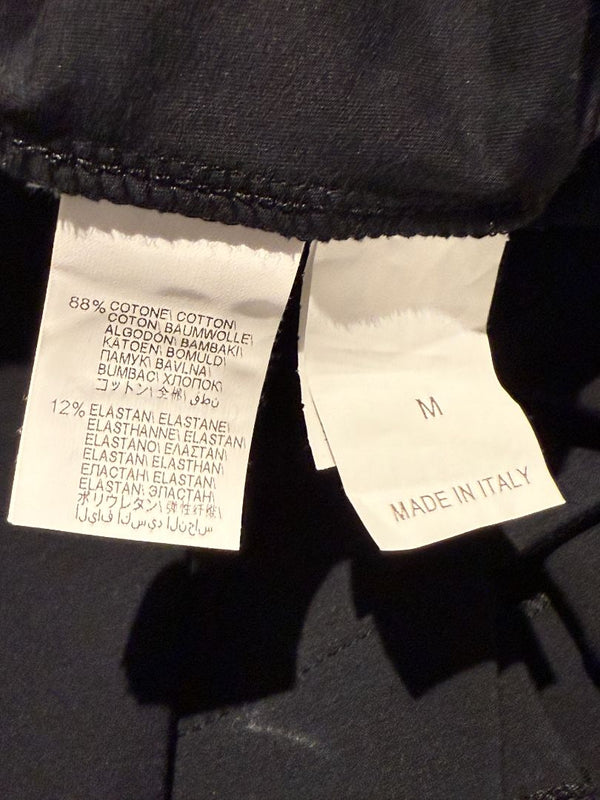 88% COTONE\ COTTON\
COTON\ BAUMWOLLE\
ALGODON\ BAMBAKI\
KATOEN\ BOMULD\
ПАМУК\ BAVLNA\
BUMBAC\ ХЛОПОК\
コットン\ 全棉\ قطن
12% ELASTAN\ ELASTANE\
ELASTHANNE\ ELASTAN\
ELASTANO\ ΕΛΑΣΤΑΝ\
ELASTAN\ ELASTHAN\
ЕЛАСТАН\ ELASTAN\
ELASTAN\ ЭЛАСТАН\
ポリウレタン\ 弹性纤维\
M
MADE IN ITALY